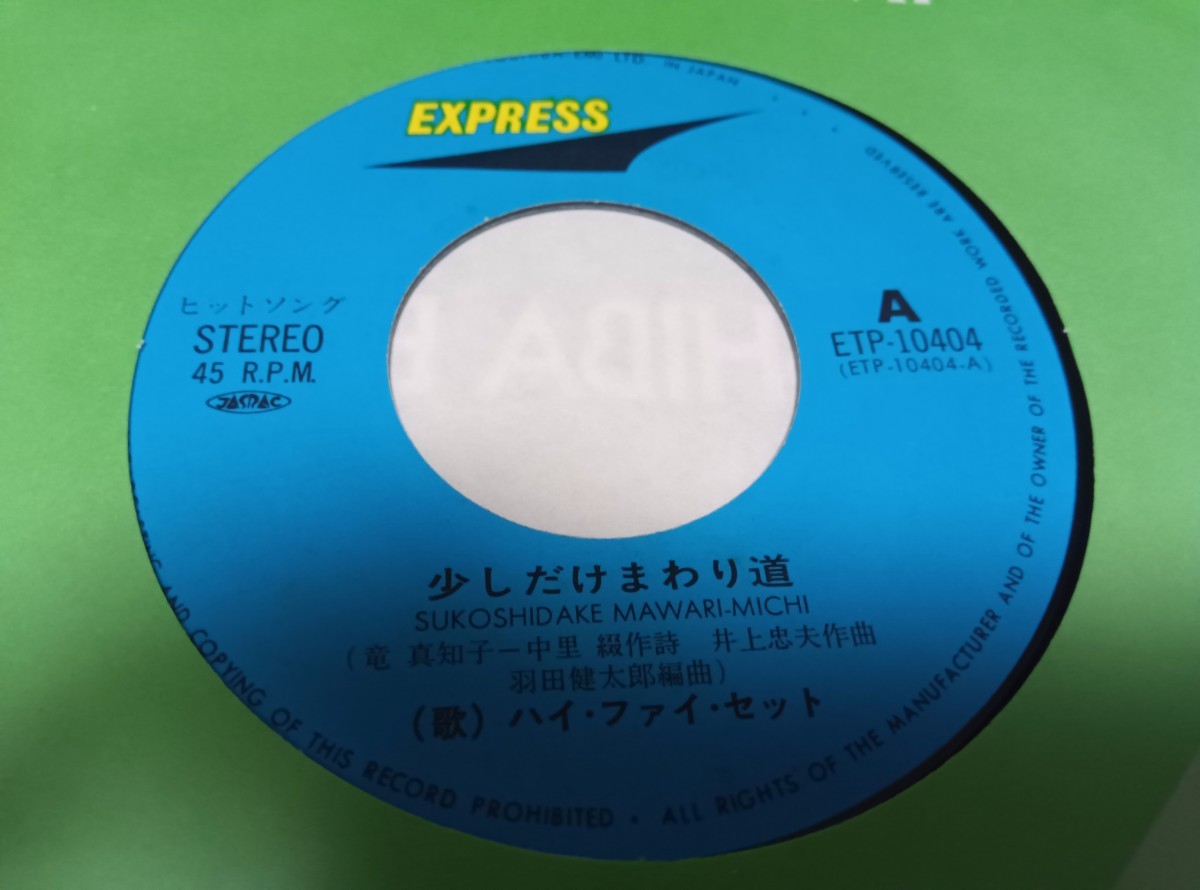 LTD. IN JAPAN
EXPRESS
ヒットソング
STEREO
45 R.P.M.
JASRAC
A
ETP-10404
(ETP-10404-A)
少しだけまわり道
SUKOSHIDAKE MAWARI-MICHI
(竜 真知子-中里 綴作詩 井上忠夫作曲
羽田健太郎編曲)
(歌) ハイ・ファイ・セット
AND COPYING OF THIS RECORD PROHIBITED • ALL RIGHTS OF THE MANUFACTURER AND OF THE OWNER OF THE RECORDED WORK ARE RESERVED